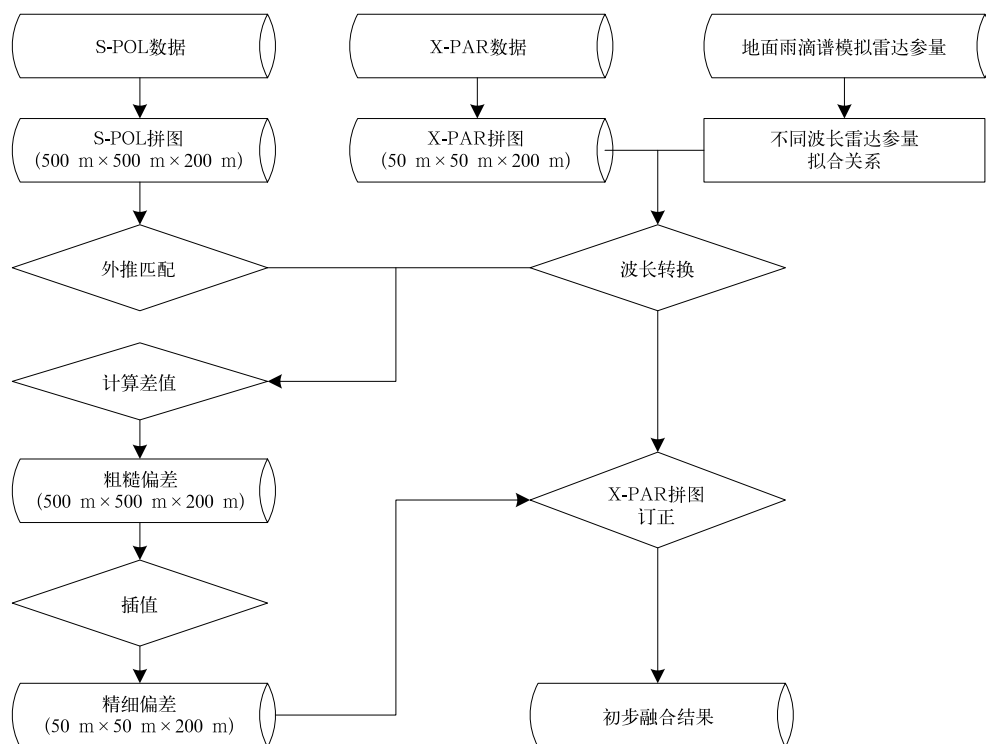 S-POL数据
X-PAR数据
地面雨滴谱模拟雷达参量
S-POL拼图
(500 m×500 m×200 m)
X-PAR拼图
(50 m×50 m×200 m)
不同波长雷达参量
拟合关系
外推匹配
波长转换
计算差值
粗糙偏差
(500 m×500 m×200 m)
X-PAR拼图
订正
插值
精细偏差
(50 m×50 m×200 m)
初步融合结果